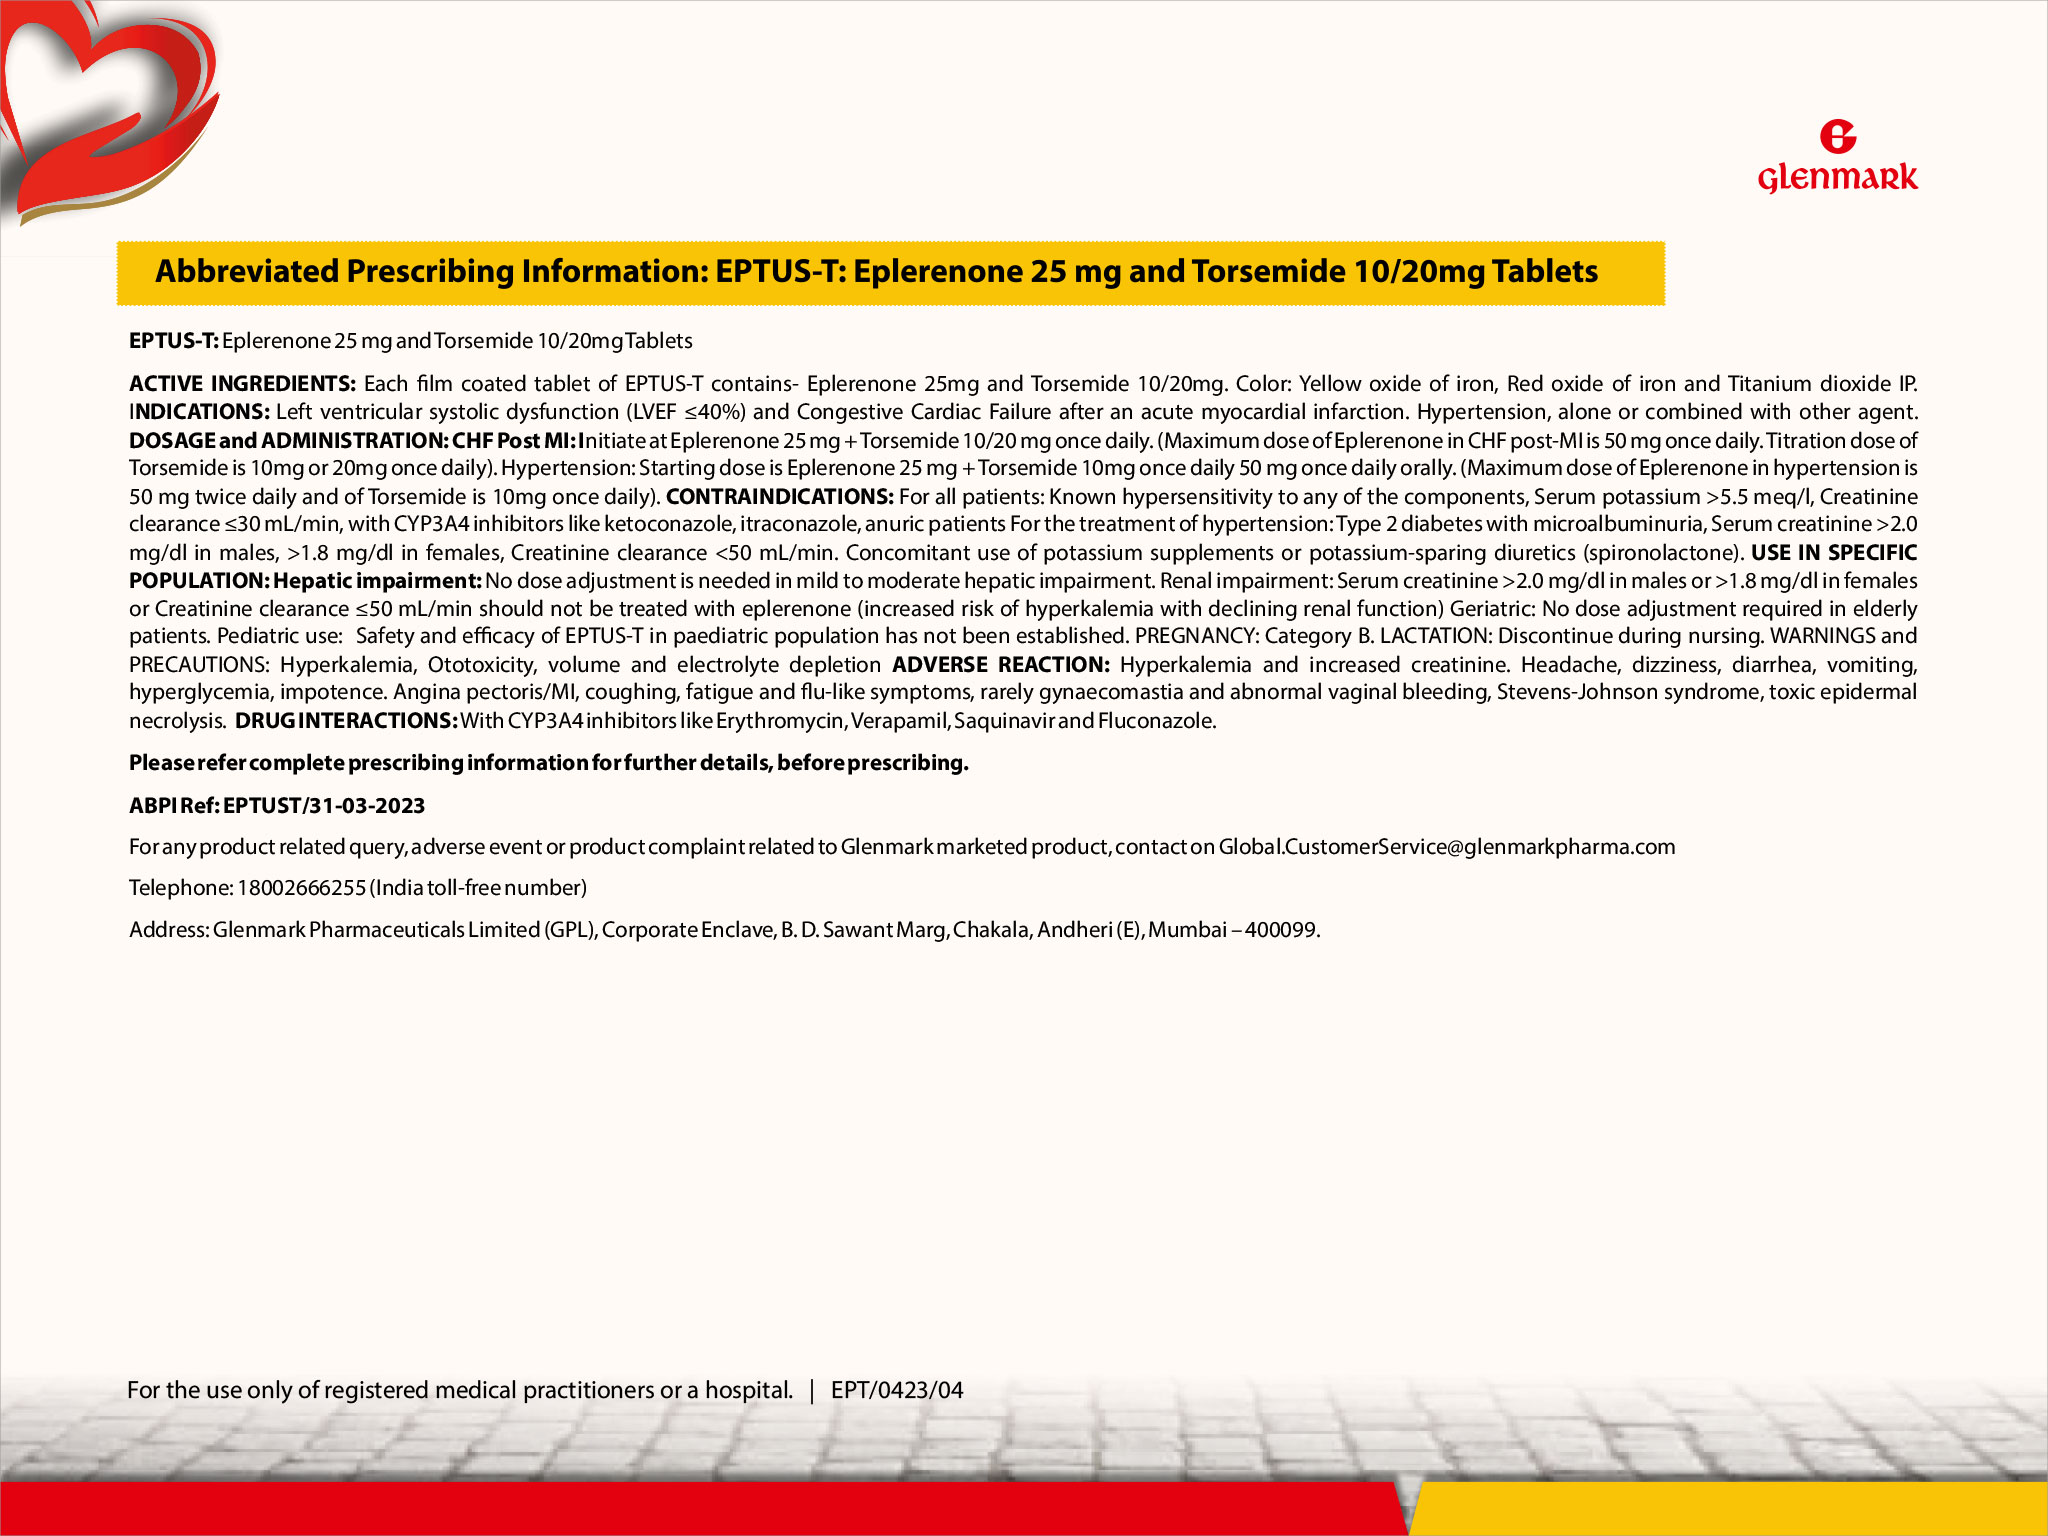 glenmark
Abbreviated Prescribing Information: EPTUS-T: Eplerenone 25 mg and Torsemide 10/20mg Tablets
EPTUS-T: Eplerenone 25 mg and Torsemide 10/20mg Tablets
ACTIVE INGREDIENTS: Each film coated tablet of EPTUS-T contains- Eplerenone 25mg and Torsemide 10/20mg. Color: Yellow oxide of iron, Red oxide of iron and Titanium dioxide IP.
INDICATIONS: Left ventricular systolic dysfunction (LVEF ≤40%) and Congestive Cardiac Failure after an acute myocardial infarction. Hypertension, alone or combined with other agent.
DOSAGE and ADMINISTRATION: CHF Post MI: Initiate at Eplerenone 25 mg + Torsemide 10/20 mg once daily. (Maximum dose of Eplerenone in CHF post-MI is 50 mg once daily. Titration dose of
Torsemide is 10mg or 20mg once daily). Hypertension: Starting dose is Eplerenone 25 mg + Torsemide 10mg once daily 50 mg once daily orally. (Maximum dose of Eplerenone in hypertension is
50 mg twice daily and of Torsemide is 10mg once daily). CONTRAINDICATIONS: For all patients: Known hypersensitivity to any of the components, Serum potassium >5.5 meq/l, Creatinine
clearance ≤30 mL/min, with CYP3A4 inhibitors like ketoconazole, itraconazole, anuric patients For the treatment of hypertension: Type 2 diabetes with microalbuminuria, Serum creatinine >2.0
mg/dl in males, >1.8 mg/dl in females, Creatinine clearance <50 mL/min. Concomitant use of potassium supplements or potassium-sparing diuretics (spironolactone). USE IN SPECIFIC
POPULATION: Hepatic impairment: No dose adjustment is needed in mild to moderate hepatic impairment. Renal impairment: Serum creatinine >2.0 mg/dl in males or >1.8 mg/dl in females
or Creatinine clearance ≤50 mL/min should not be treated with eplerenone (increased risk of hyperkalemia with declining renal function) Geriatric: No dose adjustment required in elderly
patients. Pediatric use: Safety and efficacy of EPTUS-T in paediatric population has not been established. PREGNANCY: Category B. LACTATION: Discontinue during nursing. WARNINGS and
PRECAUTIONS: Hyperkalemia, Ototoxicity, volume and electrolyte depletion ADVERSE REACTION: Hyperkalemia and increased creatinine. Headache, dizziness, diarrhea, vomiting,
hyperglycemia, impotence. Angina pectoris/MI, coughing, fatigue and flu-like symptoms, rarely gynaecomastia and abnormal vaginal bleeding, Stevens-Johnson syndrome, toxic epidermal
necrolysis. DRUG INTERACTIONS: With CYP3A4 inhibitors like Erythromycin, Verapamil, Saquinavir and Fluconazole.
Please refer complete prescribing information for further details, before prescribing.
ABPI Ref: EPTUST/31-03-2023
For any product related query, adverse event or product complaint related to Glenmark marketed product, contact on Global.CustomerService@glenmarkpharma.com
Telephone: 18002666255 (India toll-free number)
Address: Glenmark Pharmaceuticals Limited (GPL), Corporate Enclave, B. D. Sawant Marg, Chakala, Andheri (E), Mumbai – 400099.
For the use only of registered medical practitioners or a hospital. | EPT/0423/04